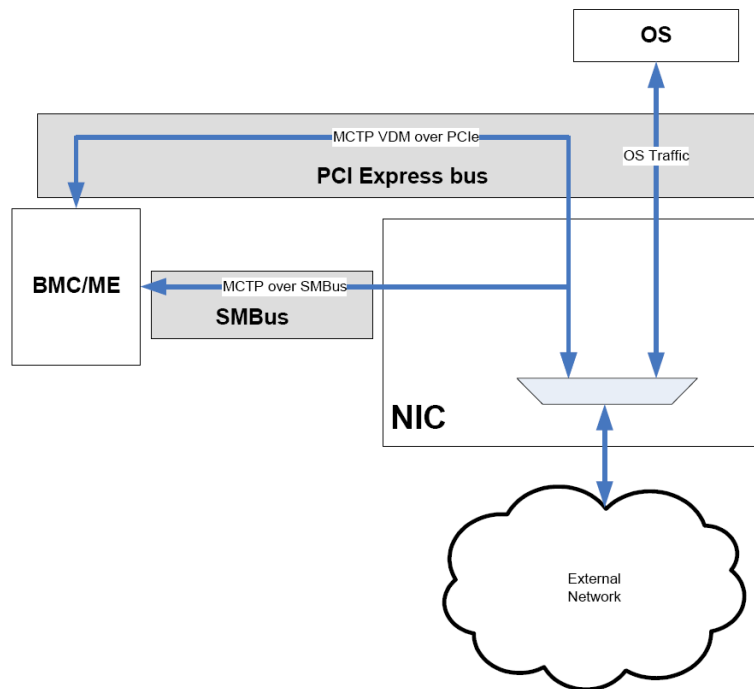 OS
MCTP VDM over PCIe
OS Traffic
PCI Express bus
BMC/ME
MCTP over SMBus
SMBus
NIC
External
Network